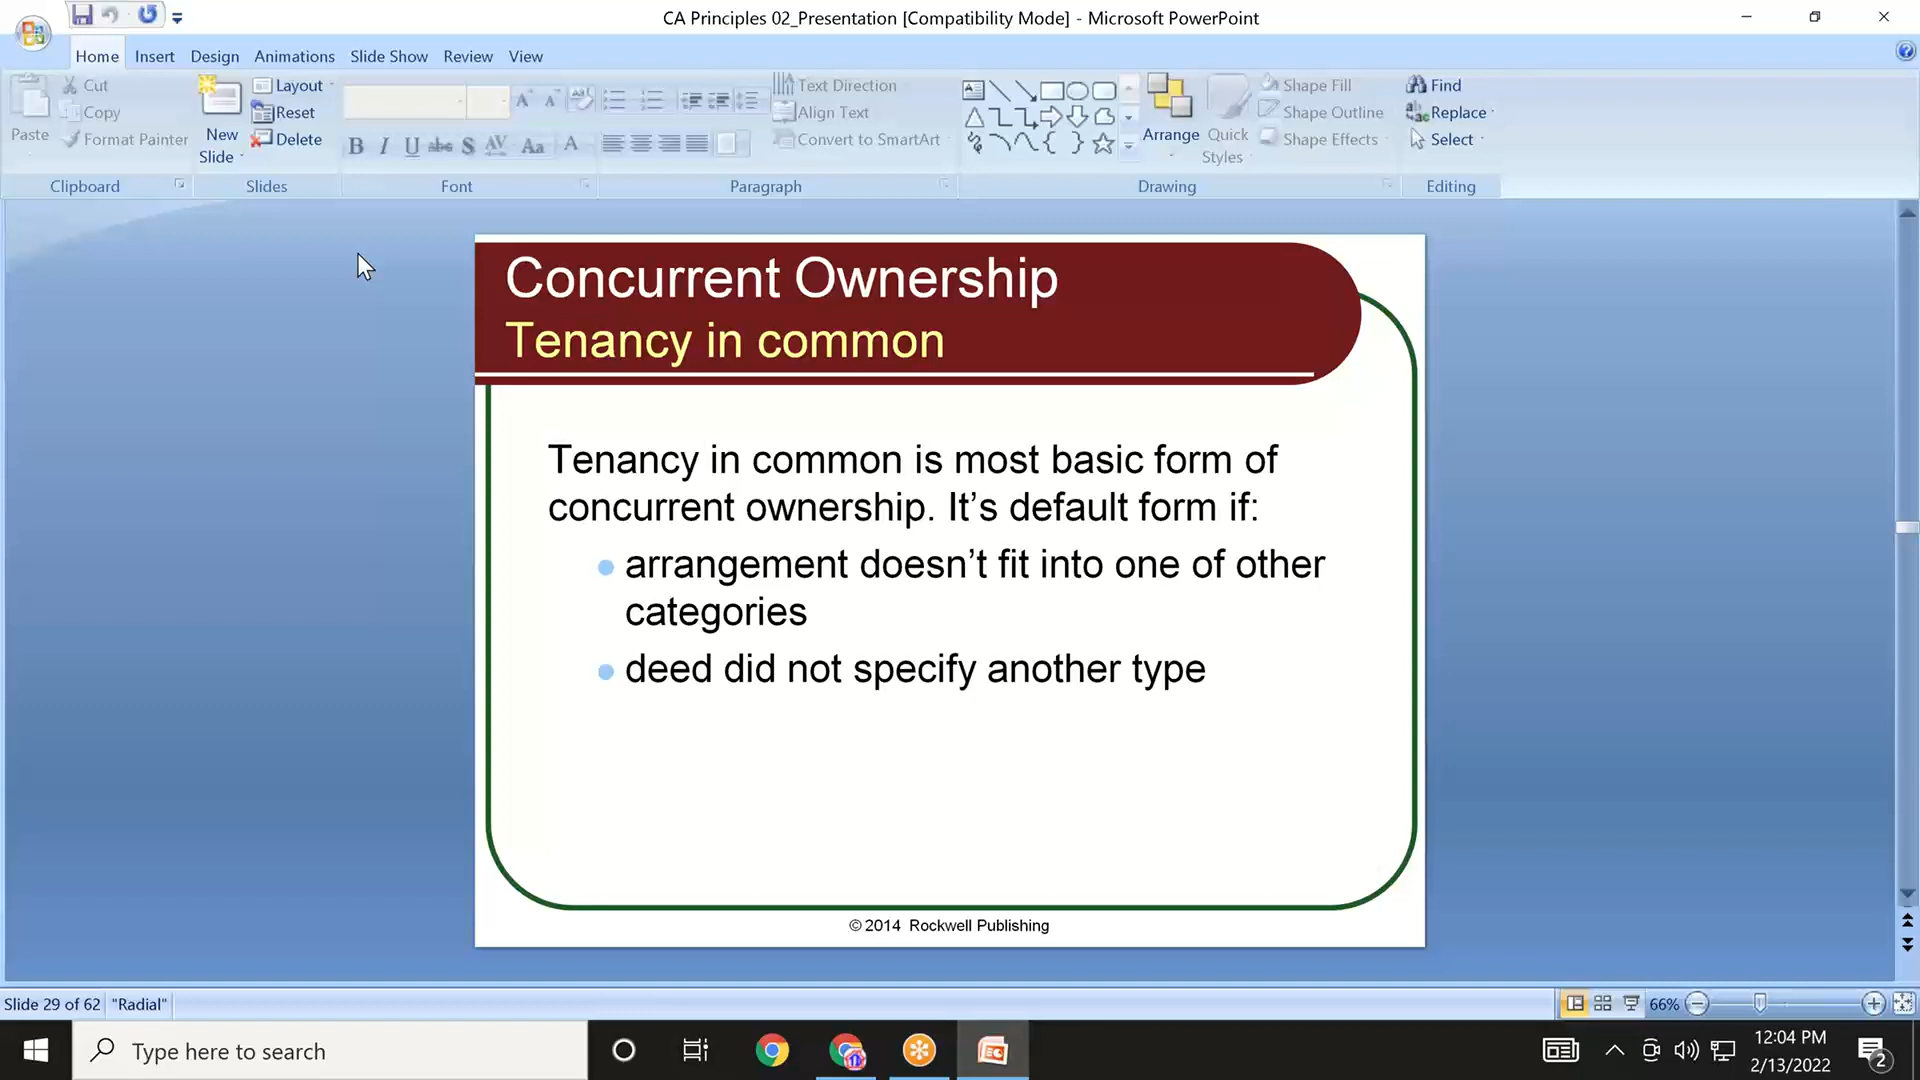 CA Principles 02_Presentation [Compatibility Mode] - Microsoft PowerPoint
Home Insert Design Animations Slide Show Review View
Paste
Cut
Copy
Format Painter
Clipboard
New
Slide
Layout
Reset
Delete
Slides
B I U abc S AV Aa A
Font
Text Direction
Align Text
Convert to SmartArt
Paragraph
Arrange
Quick
Styles
Shape Fill
Shape Outline
Shape Effects
Drawing
Find
Replace
Select
Editing
Concurrent Ownership
Tenancy in common
Tenancy in common is most basic form of
concurrent ownership. It’s default form if:
arrangement doesn’t fit into one of other
categories
deed did not specify another type
© 2014 Rockwell Publishing
Slide 29 of 62 "Radial" 66%
Type here to search
12:04 PM
2/13/2022
2